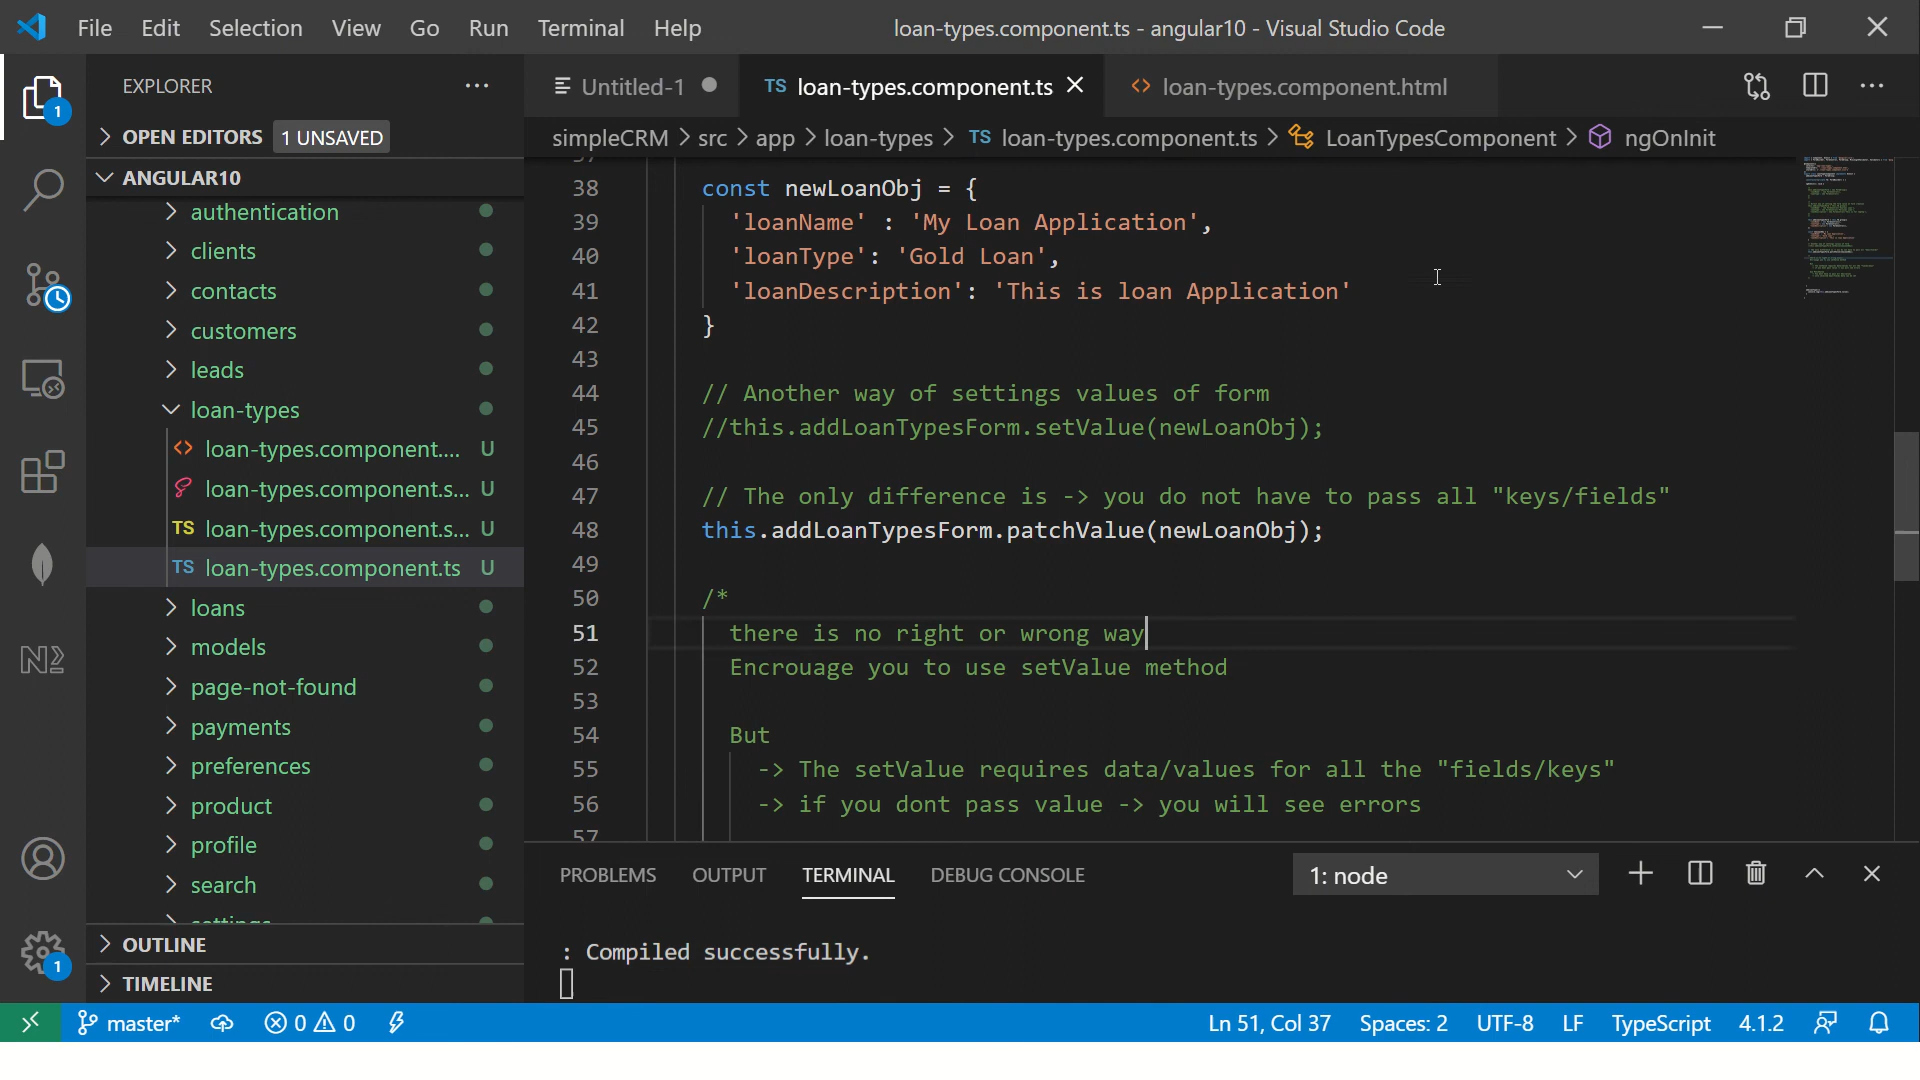 File Edit Selection View Go Run Terminal Help loan-types.component.ts - angular10 - Visual Studio Code
EXPLORER
OPEN EDITORS 1 UNSAVED
ANGULAR10
authentication
clients
contacts
customers
leads
loan-types
loan-types.component.... U
loan-types.component.s... U
TS loan-types.component.s... U
TS loan-types.component.ts U
loans
models
page-not-found
payments
preferences
product
profile
search
settings
OUTLINE
TIMELINE
Untitled-1 TS loan-types.component.ts loan-types.component.html
simpleCRM > src > app > loan-types > TS loan-types.component.ts > LoanTypesComponent > ngOnInit
37
38 const newLoanObj = {
39 'loanName' : 'My Loan Application',
40 'loanType': 'Gold Loan',
41 'loanDescription': 'This is loan Application'
42 }
43
44 // Another way of settings values of form
45 //this.addLoanTypesForm.setValue(newLoanObj);
46
47 // The only difference is -> you do not have to pass all "keys/fields"
48 this.addLoanTypesForm.patchValue(newLoanObj);
49
50 /*
51 there is no right or wrong way
52 Encrouage you to use setValue method
53
54 But
55 -> The setValue requires data/values for all the "fields/keys"
56 -> if you dont pass value -> you will see errors
57
PROBLEMS OUTPUT TERMINAL DEBUG CONSOLE 1: node
: Compiled successfully.
1
1
N
master* 0 0 Ln 51, Col 37 Spaces: 2 UTF-8 LF TypeScript 4.1.2